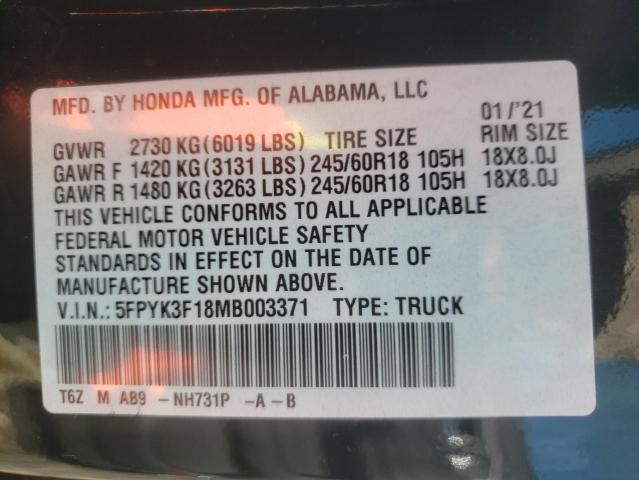 MFD. BY HONDA MFG. OF ALABAMA, LLC
01/'21
GVWR 2730 KG(6019 LBS) TIRE SIZE RIM SIZE
GAWR F 1420 KG(3131 LBS) 245/60R18 105H 18X8.0J
GAWR R 1480 KG(3263 LBS) 245/60R18 105H 18X8.0J
THIS VEHICLE CONFORMS TO ALL APPLICABLE
FEDERAL MOTOR VEHICLE SAFETY
STANDARDS IN EFFECT ON THE DATE OF
MANUFACTURE SHOWN ABOVE.
V.I.N.: 5FPYK3F18MB003371 TYPE: TRUCK
T6Z M AB9 -NH731P -A-B